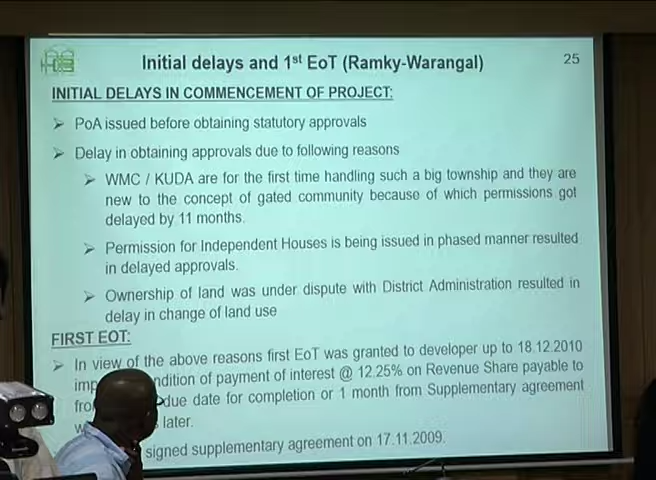 Initial delays and 1st EoT (Ramky-Warangal)
25
INITIAL DELAYS IN COMMENCEMENT OF PROJECT:
➢ PoA issued before obtaining statutory approvals
➢ Delay in obtaining approvals due to following reasons
➢ WMC / KUDA are for the first time handling such a big township and they are
new to the concept of gated community because of which permissions got
delayed by 11 months.
➢ Permission for Independent Houses is being issued in phased manner resulted
in delayed approvals.
➢ Ownership of land was under dispute with District Administration resulted in
delay in change of land use
FIRST EOT:
➢ In view of the above reasons first EoT was granted to developer up to 18.12.2010
of payment of interest @ 12.25% on Revenue Share payable to
due date for completion or 1 month from Supplementary agreement
later.
signed supplementary agreement on 17.11.2009.